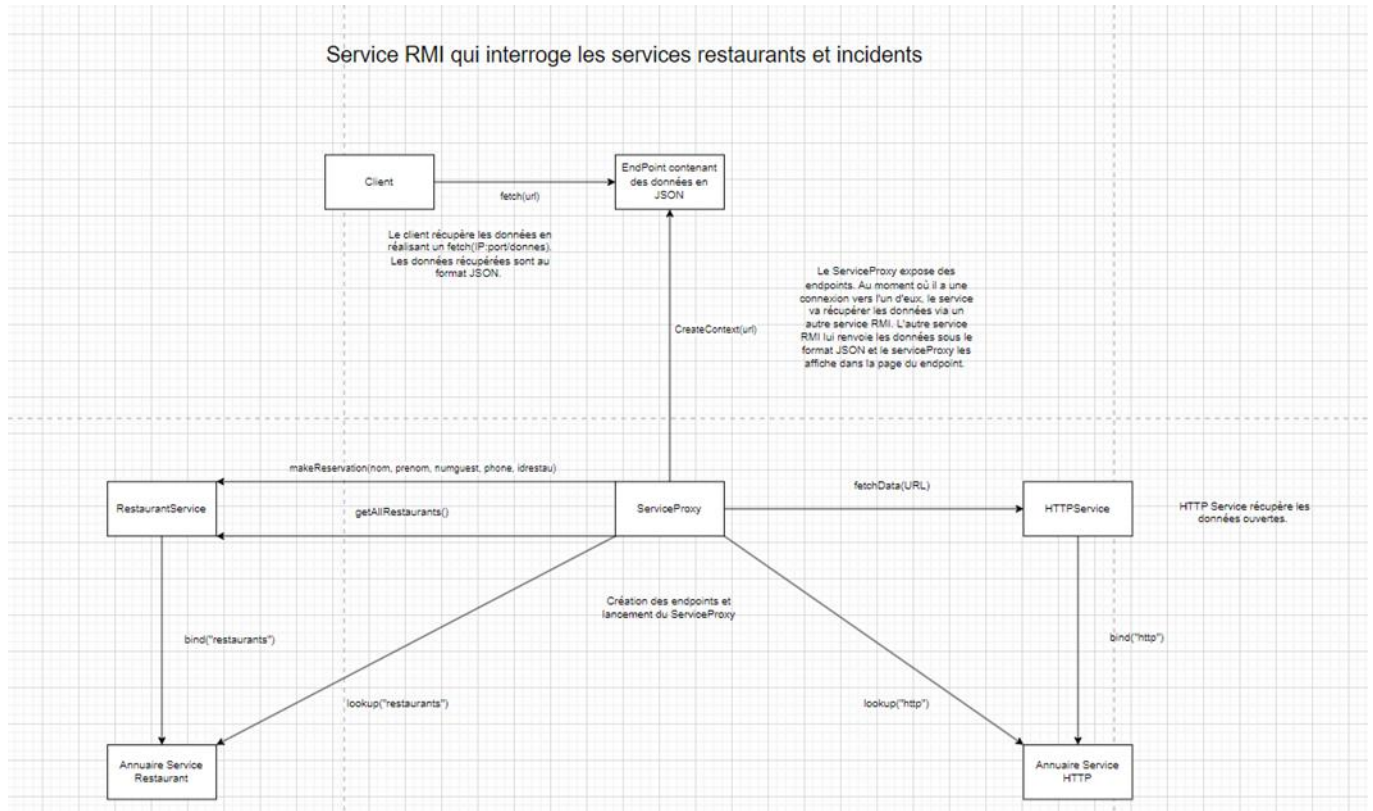 Service RMI qui interroge les services restaurants et incidents
Client
fetch(url)
EndPoint contenant
des données en
JSON
Le client récupère les données en
réalisant un fetch(IP:port/donnes).
Les données récupérées sont au
format JSON.
Le ServiceProxy expose des
endpoints. Au moment où il a une
connexion vers l'un d'eux, le service
va récupérer les données via un
autre service RMI. L'autre service
RMI lui renvoie les données sous le
format JSON et le serviceProxy les
affiche dans la page du endpoint.
CreateContext(url)
makeReservation(nom, prenom, numguest, phone, idrestau)
RestaurantService
getAllRestaurants()
ServiceProxy
fetchData(URL)
HTTPService
HTTP Service récupère les
données ouvertes.
Création des endpoints et
lancement du ServiceProxy
bind("restaurants")
bind("http")
lookup("restaurants")
lookup("http")
Annuaire Service
Restaurant
Annuaire Service
HTTP